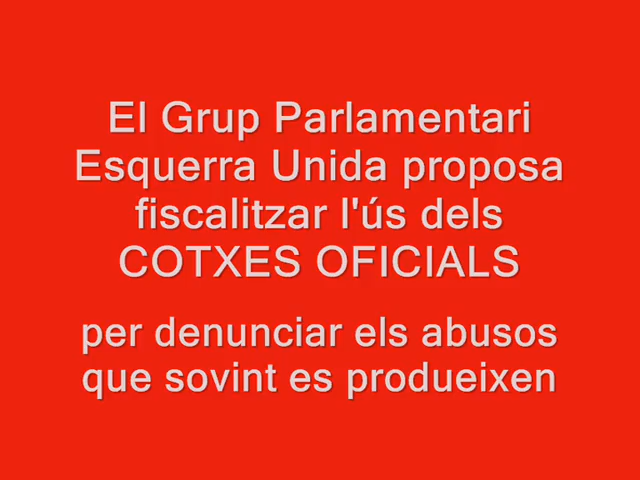 El Grup Parlamentari
Esquerra Unida proposa
fiscalitzar l'ús dels
COTXES OFICIALS
per denunciar els abusos
que sovint es produeixen